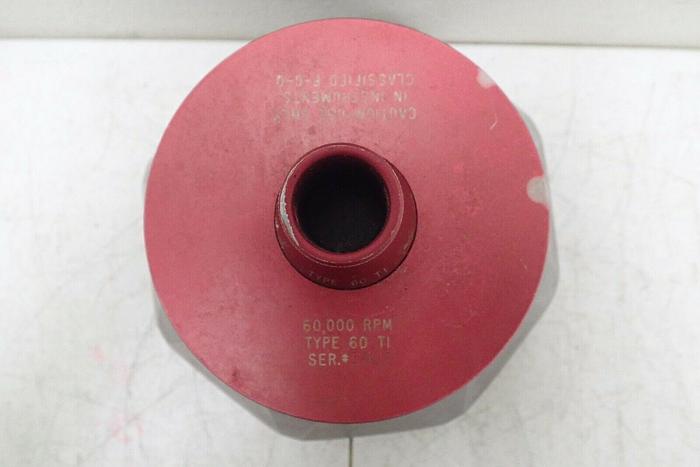 CAUTION-USE ONLY
IN INSTRUMENTS
CLASSIFIED F-G-Q
TYPE 60 TI
60,000 RPM
TYPE 60 TI
SER.#